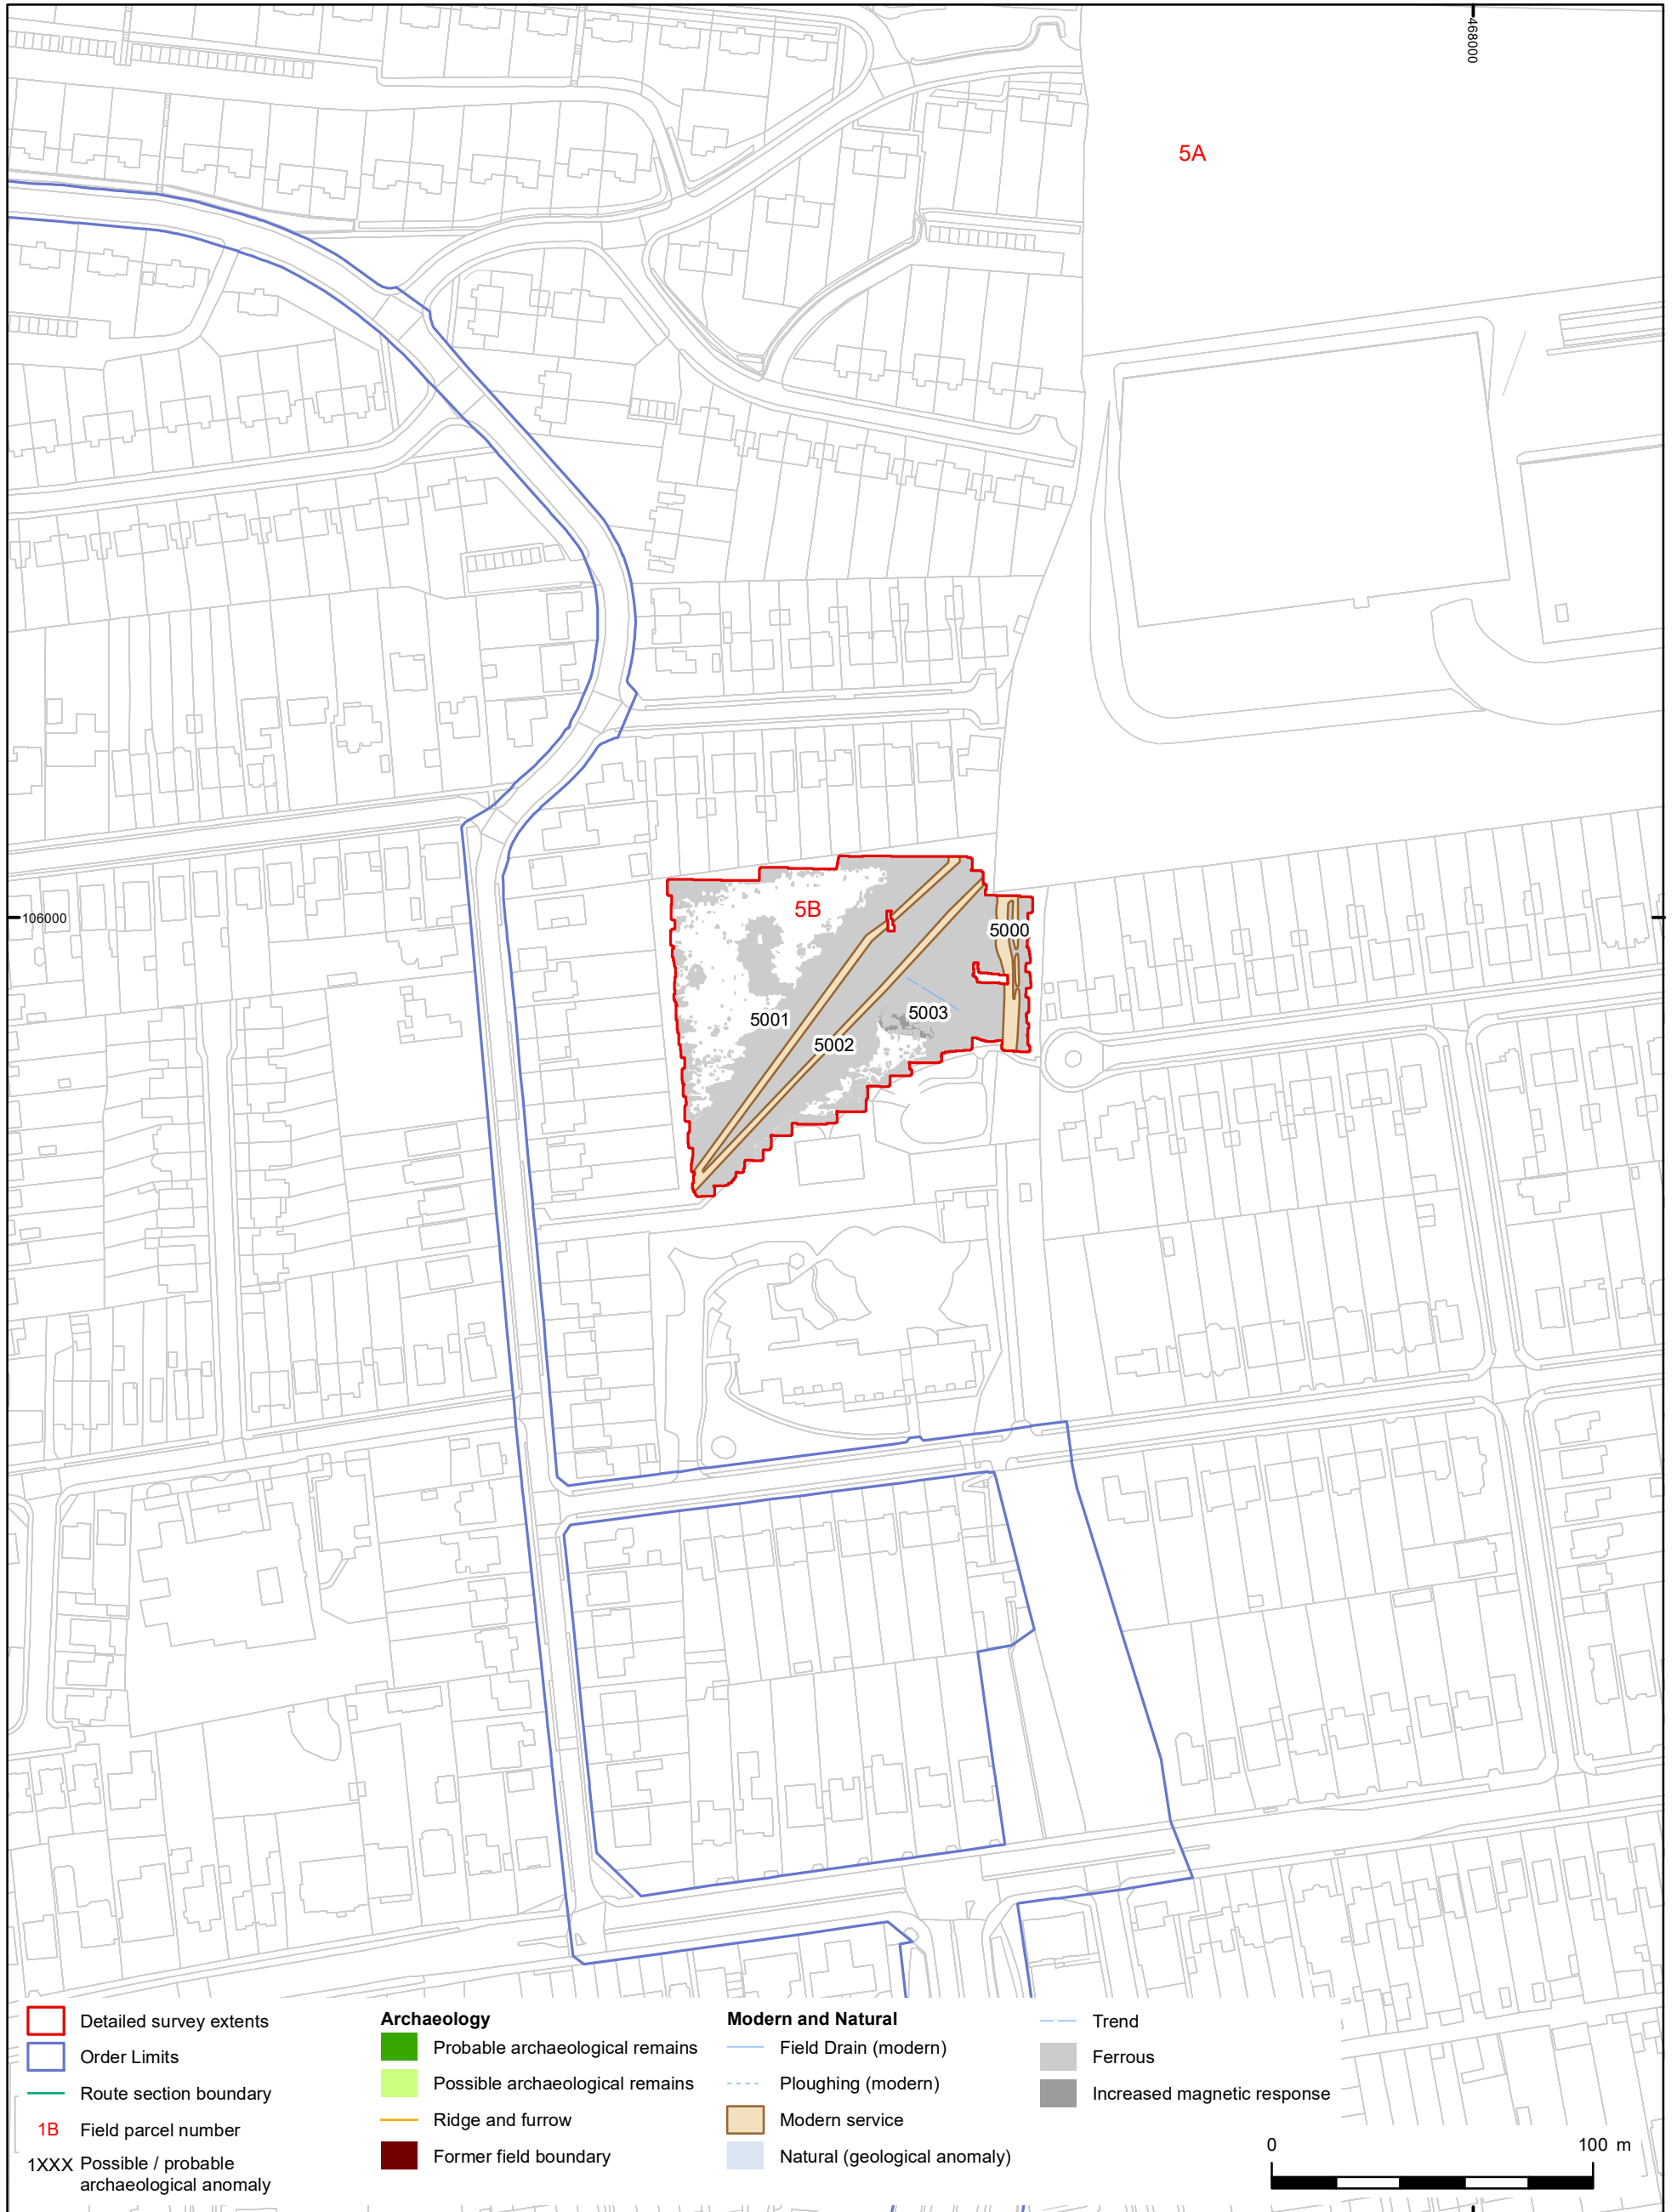 468000
5A
5B
106000
5000
5001
5003
5002
Detailed survey extents
Order Limits
Route section boundary
1B Field parcel number
1XXX Possible / probable
archaeological anomaly
Archaeology
Probable archaeological remains
Possible archaeological remains
Ridge and furrow
Former field boundary
Modern and Natural
Field Drain (modern)
Ploughing (modern)
Modern service
Natural (geological anomaly)
Trend
Ferrous
Increased magnetic response
0 100 m